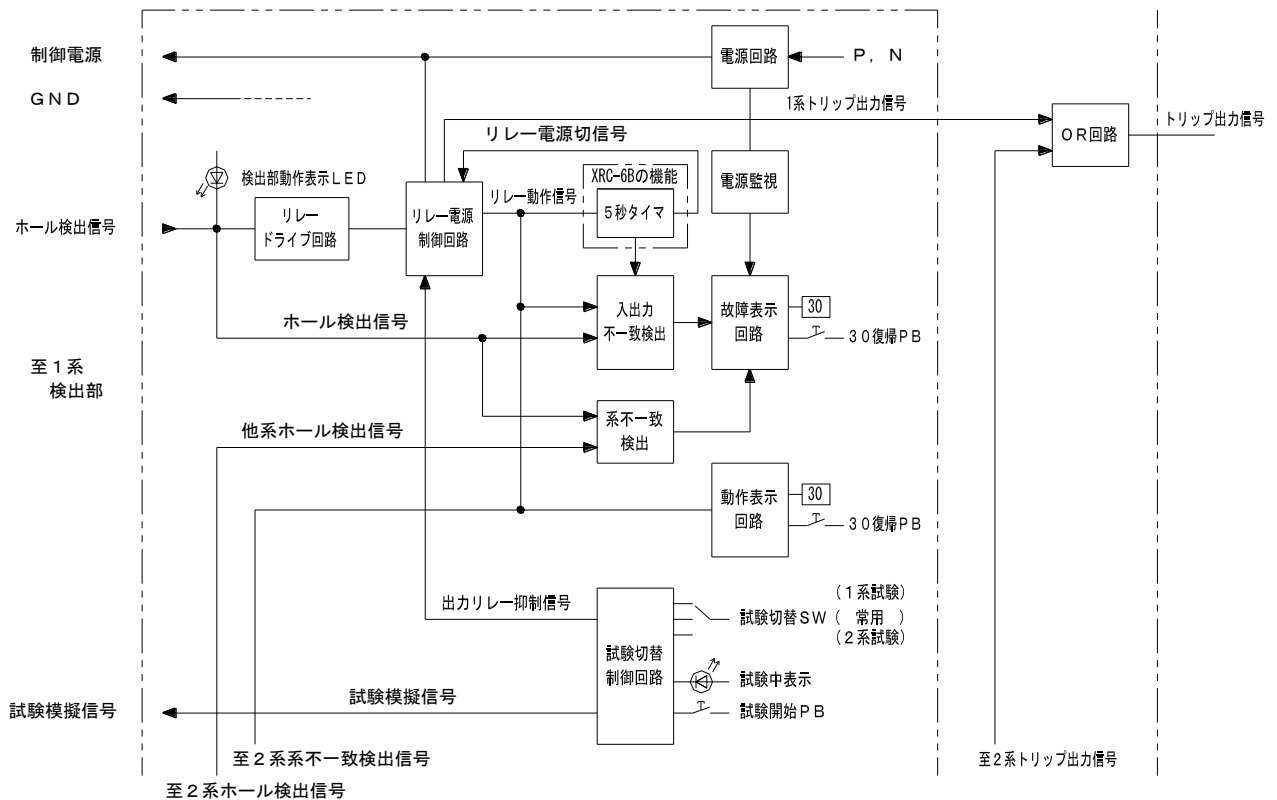 制御電源
電源回路
P，N
GND
1系トリップ出力信号
トリップ出力信号
OR回路
リレー電源切信号
検出部動作表示LED
XRC-6Bの機能
電源監視
リレー動作信号
5秒タイマ
ホール検出信号
リレー
ドライブ回路
リレー電源
制御回路
入出力
不一致検出
故障表示
回路
30
30復帰PB
ホール検出信号
至1系
検出部
系不一致
検出
他系ホール検出信号
動作表示
回路
30
30復帰PB
出力リレー抑制信号
試験切替
制御回路
(1系試験)
試験切替SW( 常用 )
(2系試験)
試験中表示
試験開始PB
試験模擬信号
試験模擬信号
至2系系不一致検出信号
至2系トリップ出力信号
至2系ホール検出信号